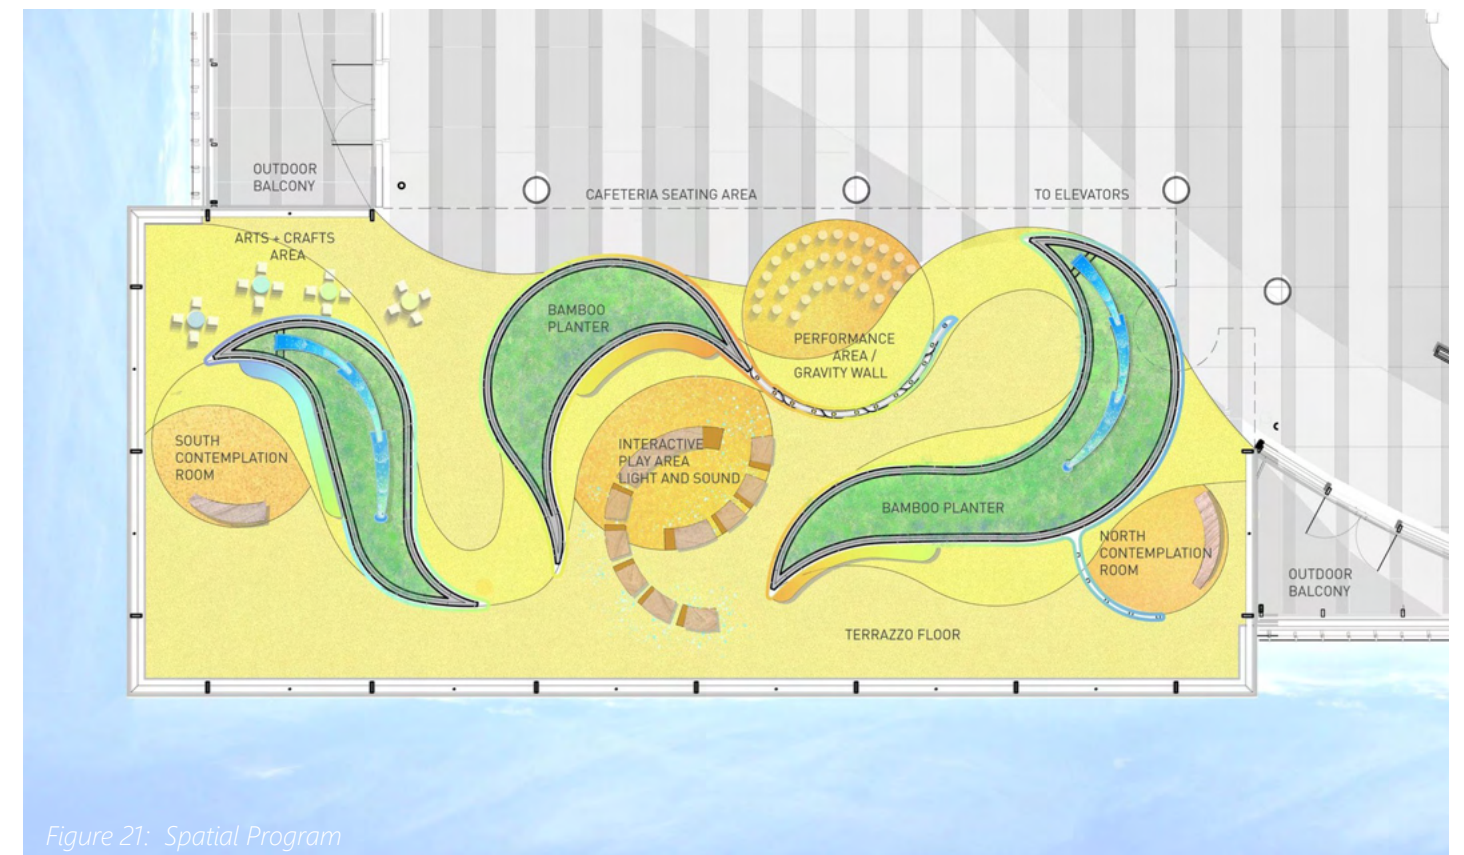 OUTDOOR
BALCONY
CAFETERIA SEATING AREA
TO ELEVATORS
ARTS + CRAFTS
AREA
BAMBOO
PLANTER
PERFORMANCE
AREA /
GRAVITY WALL
SOUTH
CONTEMPLATION
ROOM
INTERACTIVE
PLAY AREA
LIGHT AND SOUND
BAMBOO PLANTER
NORTH
CONTEMPLATION
ROOM
OUTDOOR
BALCONY
TERRAZZO FLOOR
Figure 21: Spatial Program